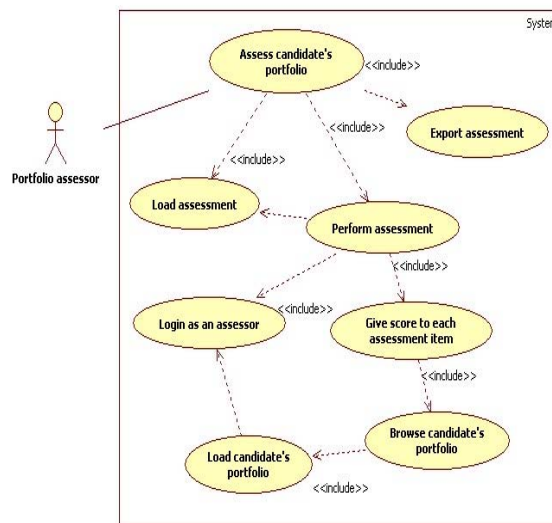 System
Assess candidate's
portfolio
<<include>>
Export assessment
Portfolio assessor
<<include>>
<<include>>
Load assessment
Perform assessment
<<include>>
Login as an assessor
<<include>>
Give score to each
assessment item
<<include>>
Browse candidate's
portfolio
Load candidate's
portfolio
<<include>>